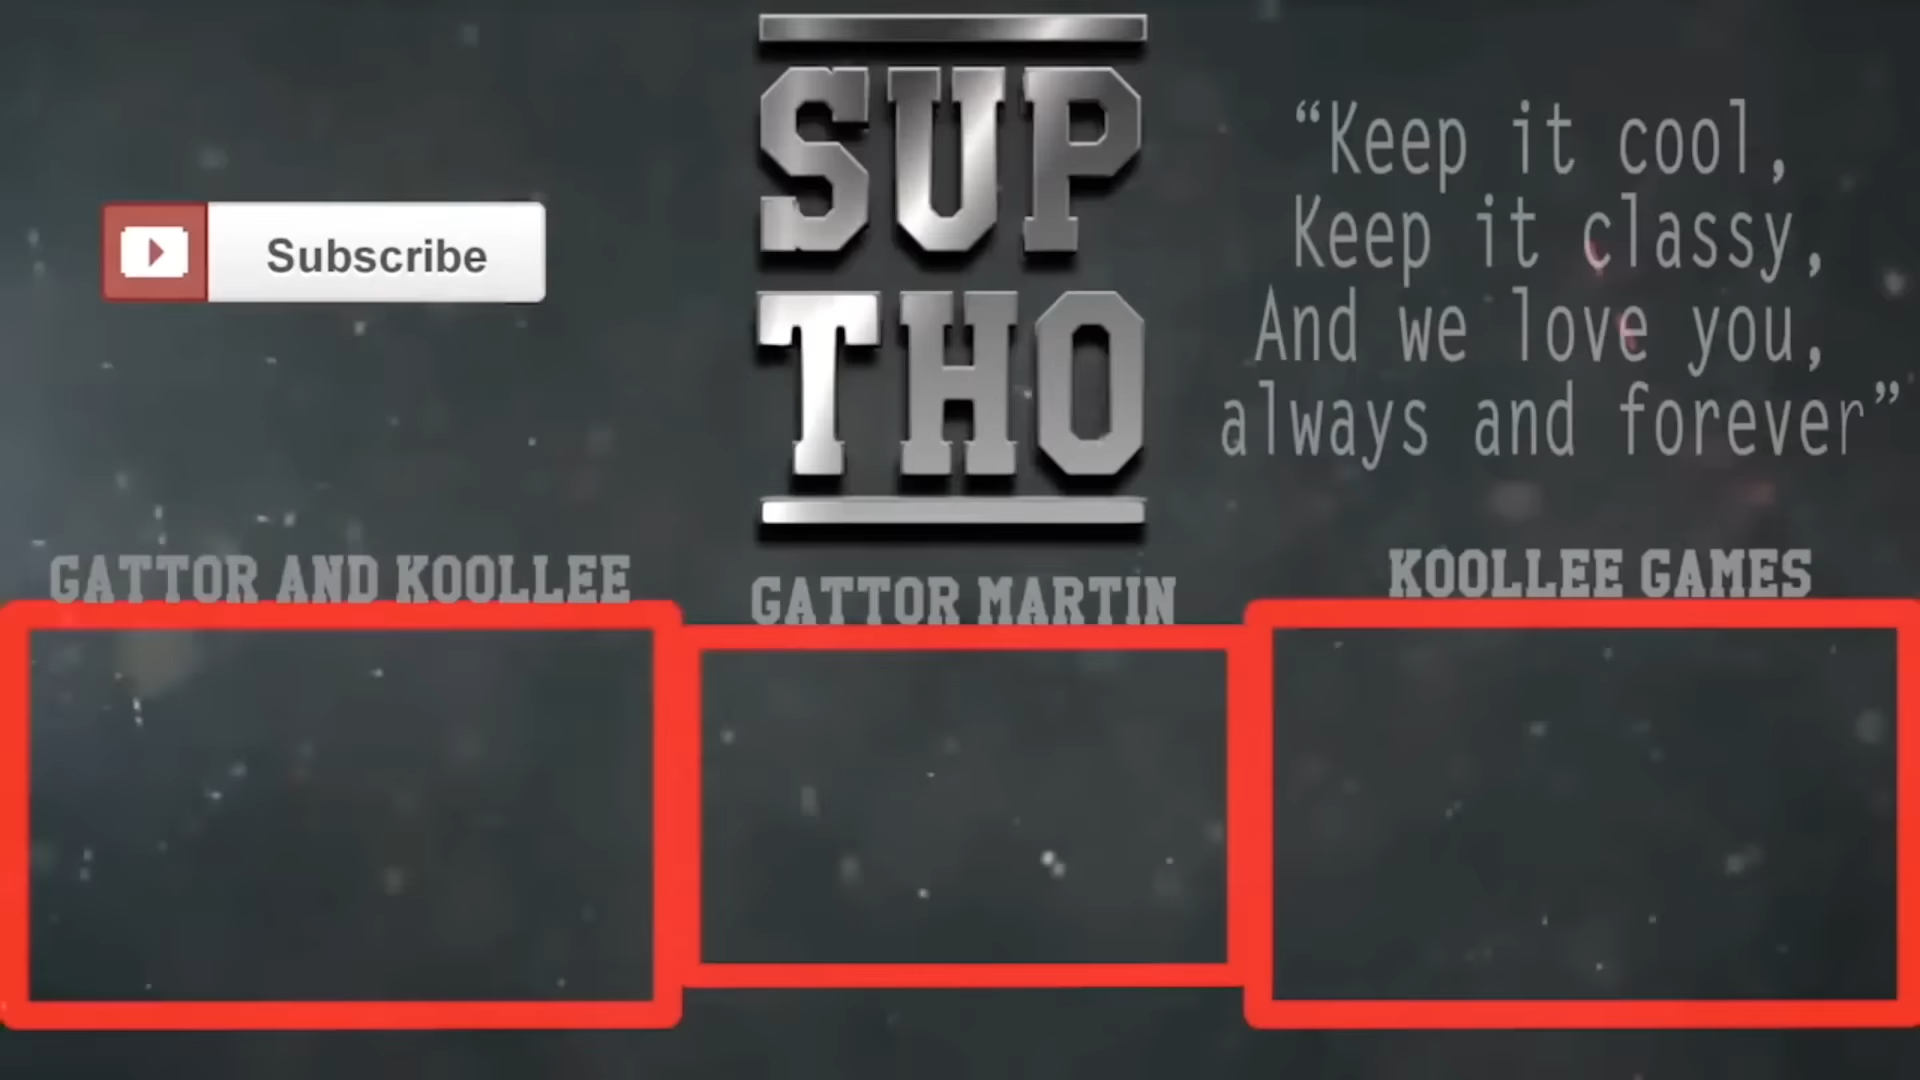 SUP
THO
Subscribe
“Keep it cool,
Keep it classy,
And we love you,
always and forever”
GATTOR AND KOOLLEE
GATTOR MARTIN
KOOLLEE GAMES